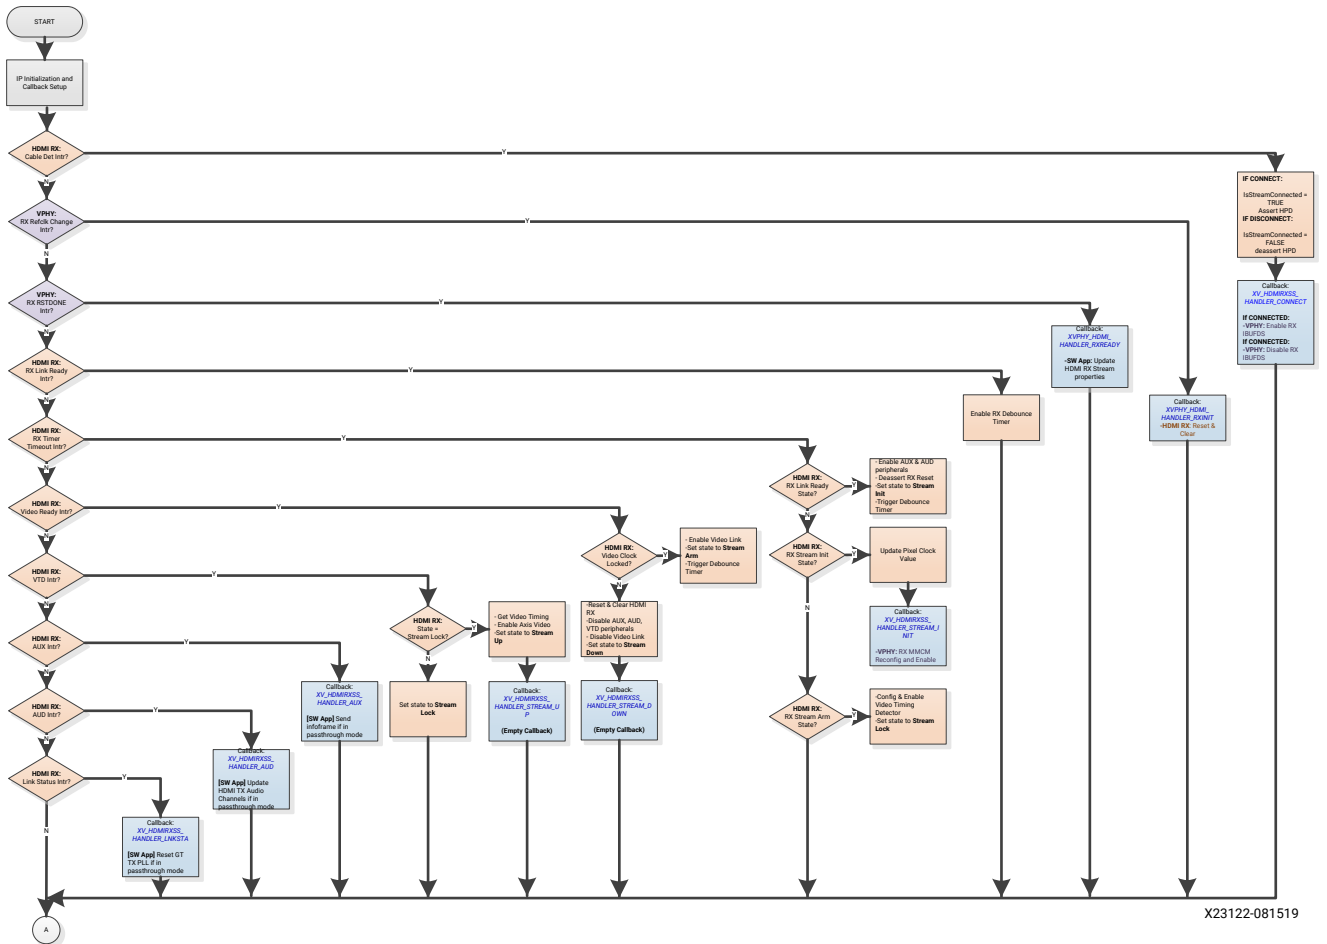 START
IP Initialization and
Callback Setup
HDMI RX:
Cable Det Intr?
Y
N
IF CONNECT:
IsStreamConnected =
TRUE
Assert HPD
IF DISCONNECT:
IsStreamConnected =
FALSE
deassert HPD
VPHY:
RX Refclk Change
Intr?
Y
N
Callback:
XV_HDMIRXSS_
HANDLER_CONNECT
If CONNECTED:
-VPHY: Enable RX
IBUFDS
If CONNECTED:
-VPHY: Disable RX
IBUFDS
VPHY:
RX RSTDONE
Intr?
Y
N
Callback:
XVPHY_HDMI_
HANDLER_RXREADY
-SW App: Update
HDMI RX Stream
properties
HDMI RX:
RX Link Ready
Intr?
Y
N
Enable RX Debounce
Timer
Callback:
XVPHY_HDMI_
HANDLER_RXINIT
-HDMI RX: Reset &
Clear
HDMI RX:
RX Timer
Timeout Intr?
Y
N
HDMI RX:
RX Link Ready
State?
Y
N
- Enable AUX & AUD
peripherals
- Deassert RX Reset
-Set state to Stream
Init
-Trigger Debounce
Timer
HDMI RX:
Video Ready Intr?
Y
N
HDMI RX:
Video Clock
Locked?
Y
N
- Enable Video Link
-Set state to Stream
Arm
-Trigger Debounce
Timer
HDMI RX:
RX Stream Init
State?
Y
N
Update Pixel Clock
Value
HDMI RX:
VTD Intr?
Y
N
HDMI RX:
State =
Stream Lock?
Y
N
- Get Video Timing
- Enable Axis Video
-Set state to Stream
Up
-Reset & Clear HDMI
RX
-Disable AUX, AUD,
VTD peripherals
- Disable Video Link
-Set state to Stream
Down
Callback:
XV_HDMIRXSS_
HANDLER_STREAM_I
NIT
-VPHY: RX MMCM
Reconfig and Enable
HDMI RX:
AUX Intr?
Y
N
Callback:
XV_HDMIRXSS_
HANDLER_AUX
[SW App] Send
infoframe if in
passthrough mode
Set state to Stream
Lock
Callback:
XV_HDMIRXSS_
HANDLER_STREAM_U
P
(Empty Callback)
Callback:
XV_HDMIRXSS_
HANDLER_STREAM_D
OWN
(Empty Callback)
HDMI RX:
RX Stream Arm
State?
Y
-Config & Enable
Video Timing
Detector
-Set state to Stream
Lock
HDMI RX:
AUD Intr?
Y
N
Callback:
XV_HDMIRXSS_
HANDLER_AUD
[SW App] Update
HDMI TX Audio
Channels if in
passthrough mode
HDMI RX:
Link Status Intr?
Y
N
Callback:
XV_HDMIRXSS_
HANDLER_LNKSTA
[SW App] Reset GT
TX PLL if in
passthrough mode
A
X23122-081519